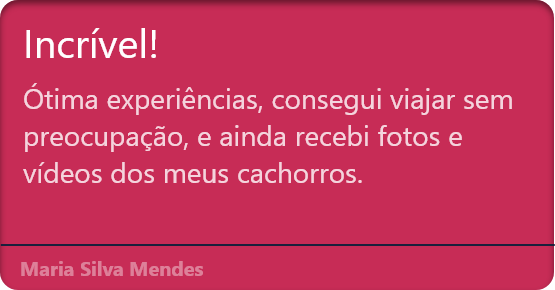 Incrível!
Ótima experiências, consegui viajar sem
preocupação, e ainda recebi fotos e
vídeos dos meus cachorros.
Maria Silva Mendes